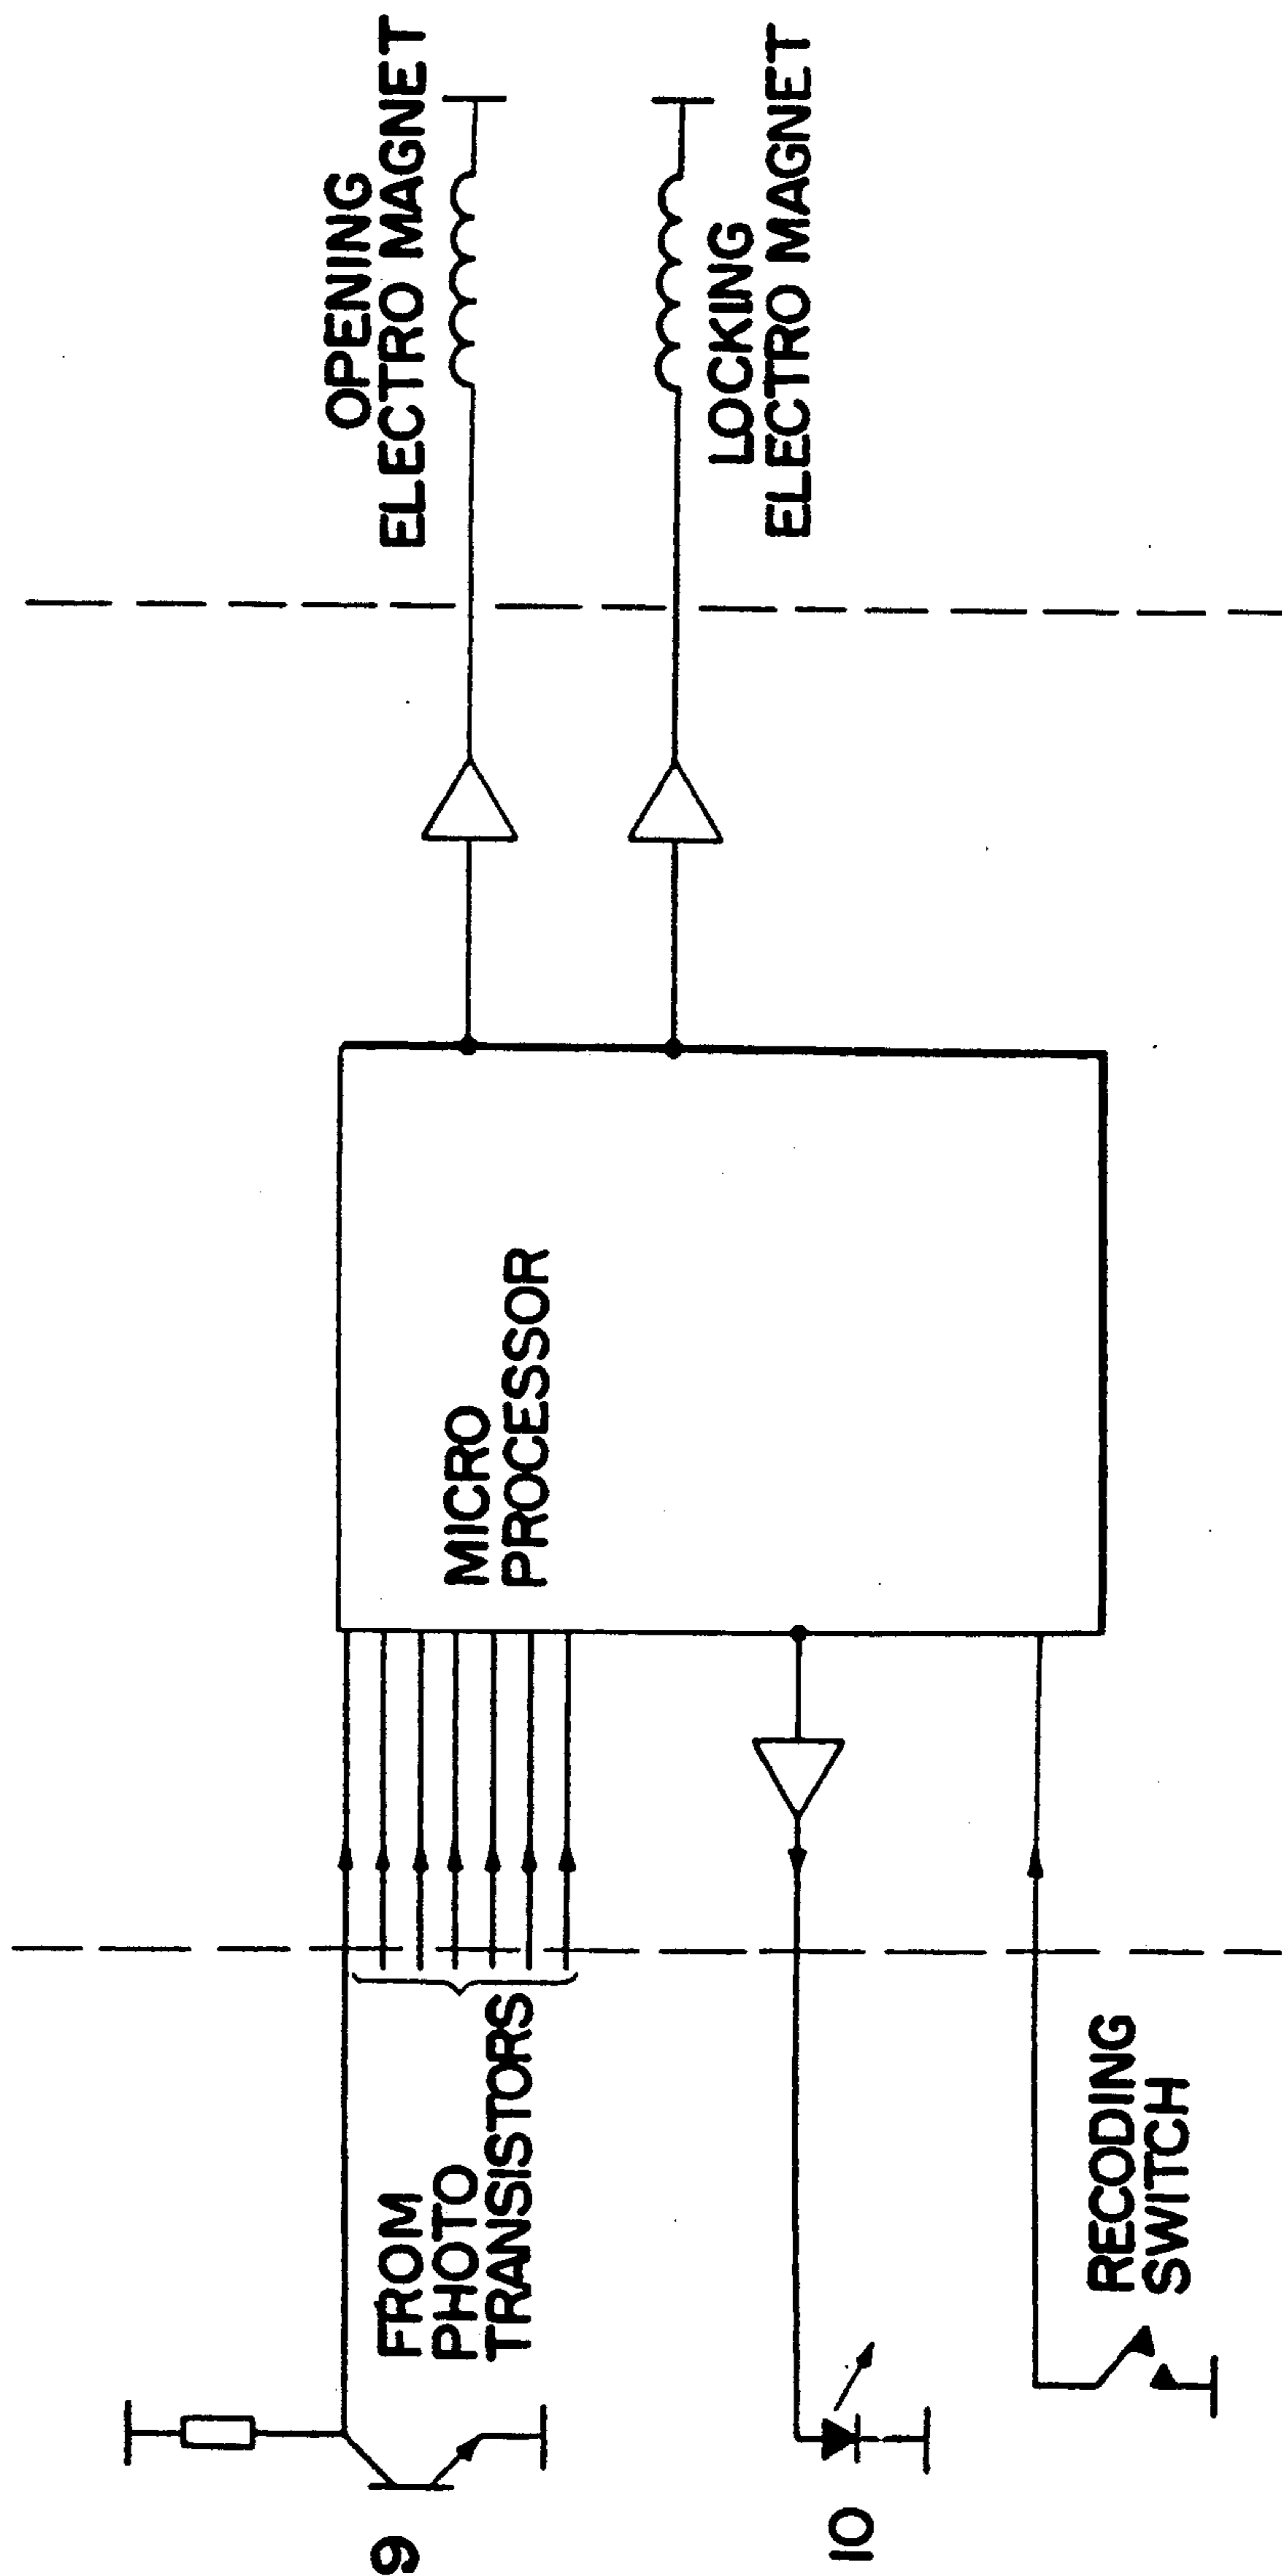 9
FROM
PHOTO
TRANSISTORS
10
RECODING
SWITCH
MICRO
PROCESSOR
OPENING
ELECTRO MAGNET
LOCKING
ELECTRO MAGNET